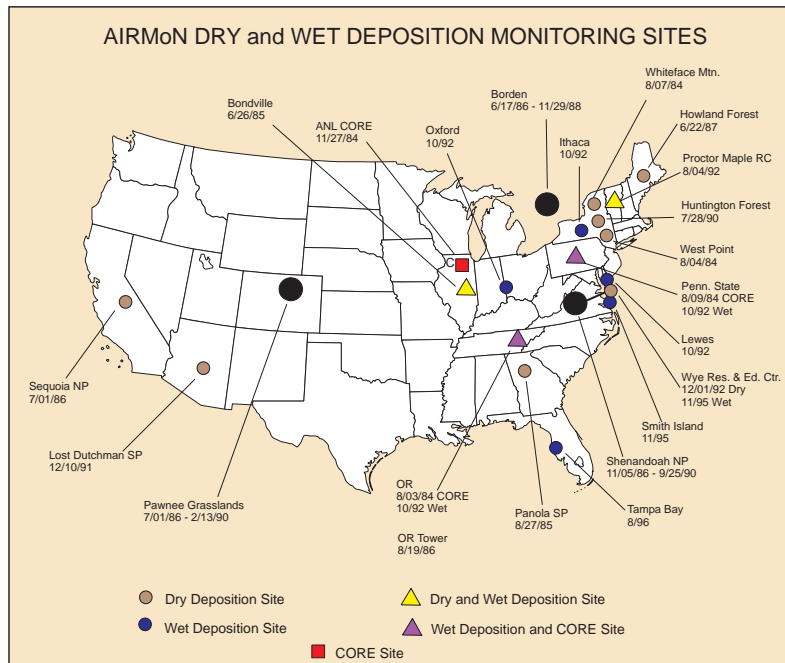 AIRMoN DRY and WET DEPOSITION MONITORING SITES
Whiteface Mtn.
8/07/84
Borden
6/17/86 - 11/29/88
Bondville
6/26/85
Howland Forest
6/22/87
ANL CORE
11/27/84
Oxford
10/92
Ithaca
10/92
Proctor Maple RC
8/04/92
Huntington Forest
7/28/90
West Point
8/04/84
C
Penn. State
8/09/84 CORE
10/92 Wet
Lewes
10/92
Wye Res. & Ed. Ctr.
12/01/92 Dry
11/95 Wet
Sequoia NP
7/01/86
Smith Island
11/95
Lost Dutchman SP
12/10/91
Shenandoah NP
11/05/86 - 9/25/90
OR
8/03/84 CORE
10/92 Wet
Pawnee Grasslands
7/01/86 - 2/13/90
Panola SP
8/27/85
Tampa Bay
8/96
OR Tower
8/19/86
Dry Deposition Site
Dry and Wet Deposition Site
Wet Deposition Site
Wet Deposition and CORE Site
CORE Site